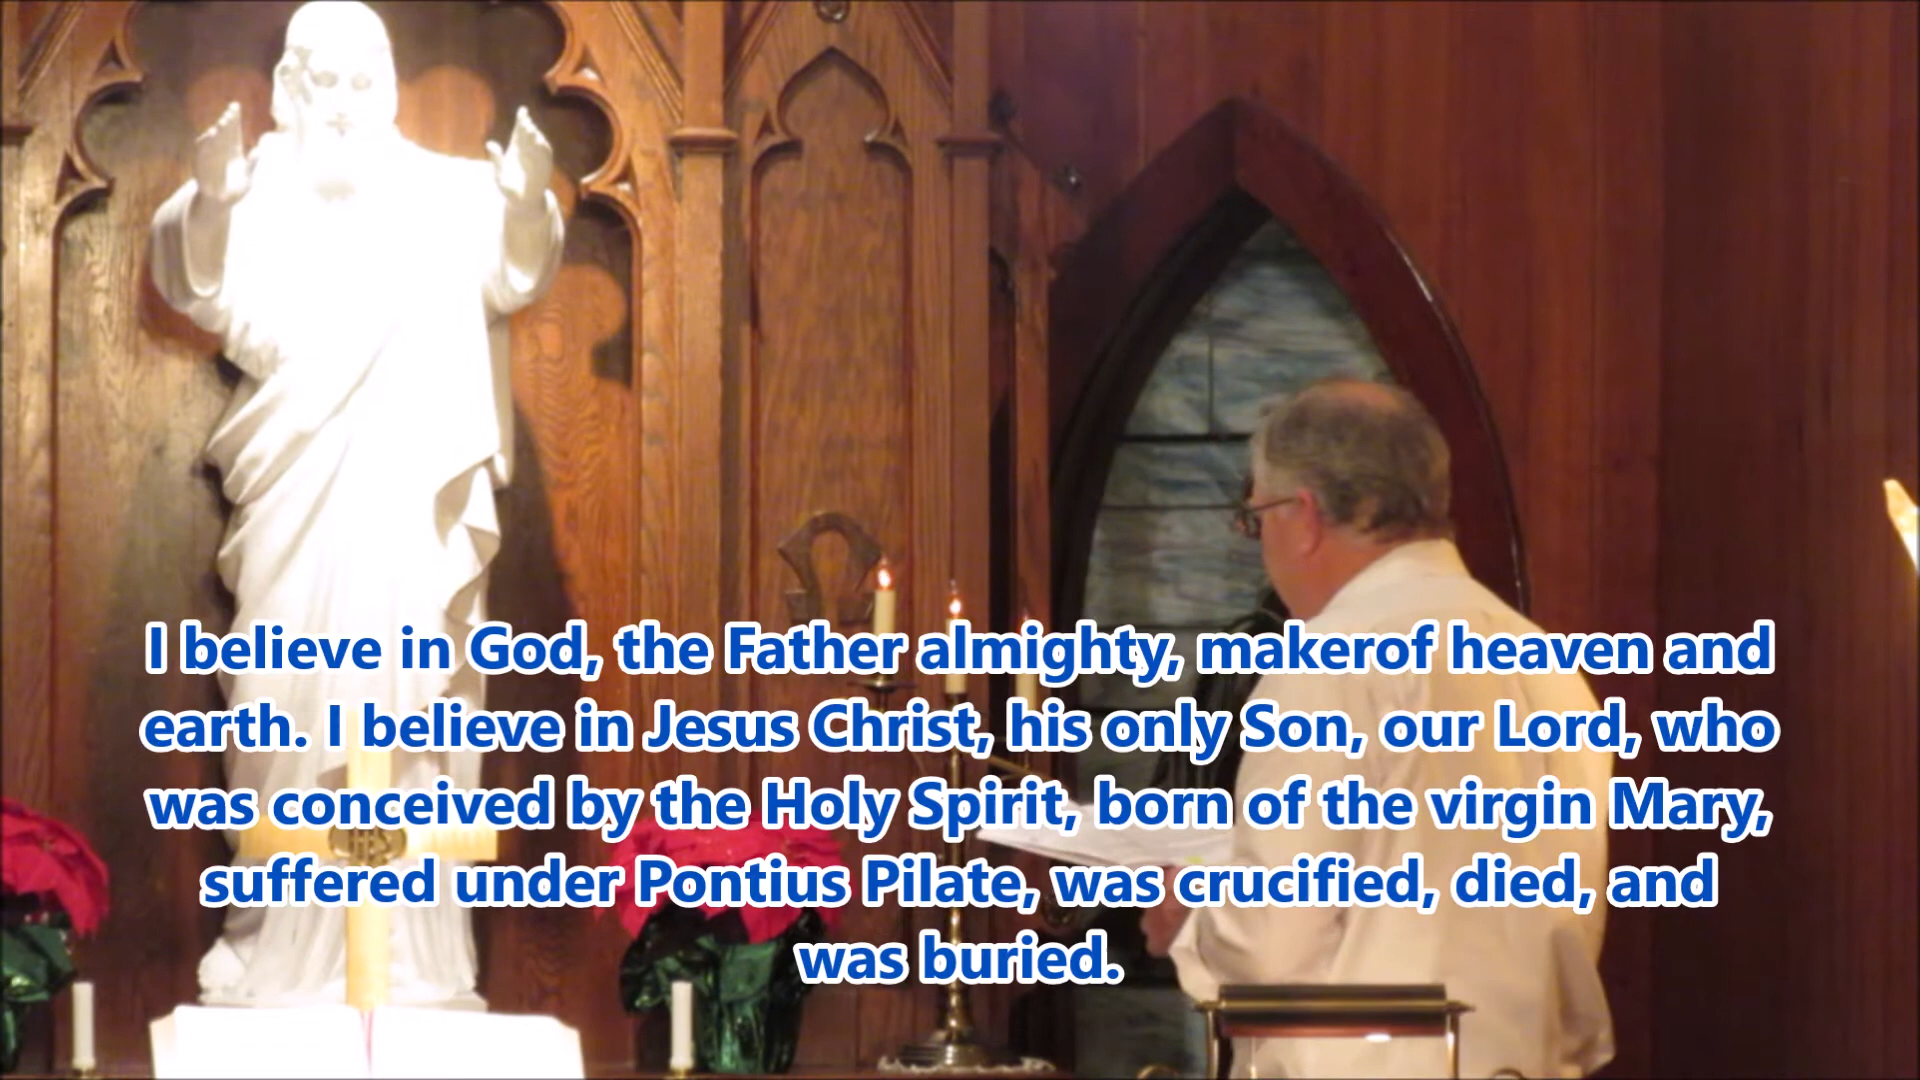 I believe in God, the Father almighty, makerof heaven and
earth. I believe in Jesus Christ, his only Son, our Lord, who
was conceived by the Holy Spirit, born of the virgin Mary,
suffered under Pontius Pilate, was crucified, died, and
was buried.
IHS